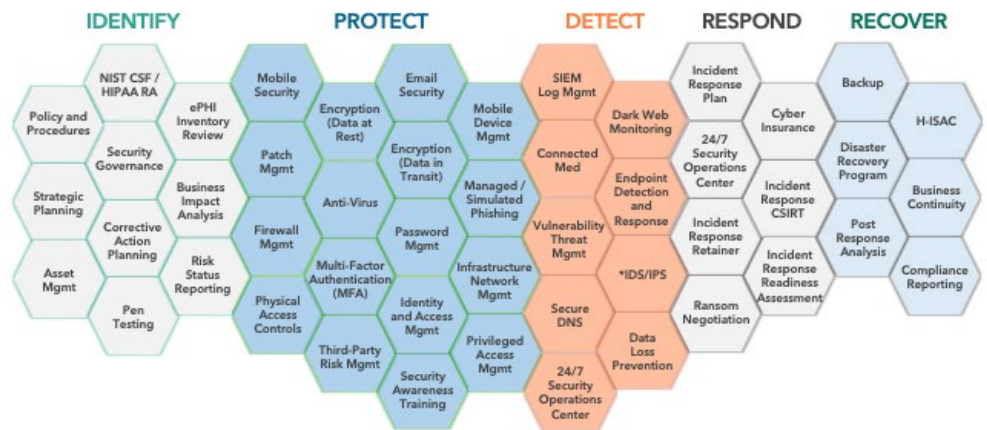 IDENTIFY
PROTECT
DETECT
RESPOND
RECOVER
Policy and
Procedures
Strategic
Planning
Asset
Mgmt
NIST CSF /
HIPAA RA
Security
Governance
Corrective
Action
Planning
Pen
Testing
ePHI
Inventory
Review
Business
Impact
Analysis
Risk
Status
Reporting
Mobile
Security
Patch
Mgmt
Firewall
Mgmt
Physical
Access
Controls
Encryption
(Data at
Rest)
Anti-Virus
Multi-Factor
Authentication
(MFA)
Third-Party
Risk Mgmt
Email
Security
Encryption
(Data in
Transit)
Password
Mgmt
Identity
and Access
Mgmt
Security
Awareness
Training
Mobile
Device
Mgmt
Managed /
Simulated
Phishing
Infrastructure
Network
Mgmt
Privileged
Access
Mgmt
SIEM
Log Mgmt
Connected
Med
Vulnerability
Threat Mgmt
Secure
DNS
24/7
Security
Operations
Center
Dark Web
Monitoring
Endpoint
Detection
and
Response
*IDS/IPS
Data
Loss
Prevention
Incident
Response
Plan
24/7
Security
Operations
Center
Incident
Response
Retainer
Ransom
Negotiation
Cyber
Insurance
Incident
Response
CSIRT
Incident
Response
Readiness
Assessment
Backup
Disaster
Recovery
Program
Post
Response
Analysis
H-ISAC
Business
Continuity
Compliance
Reporting